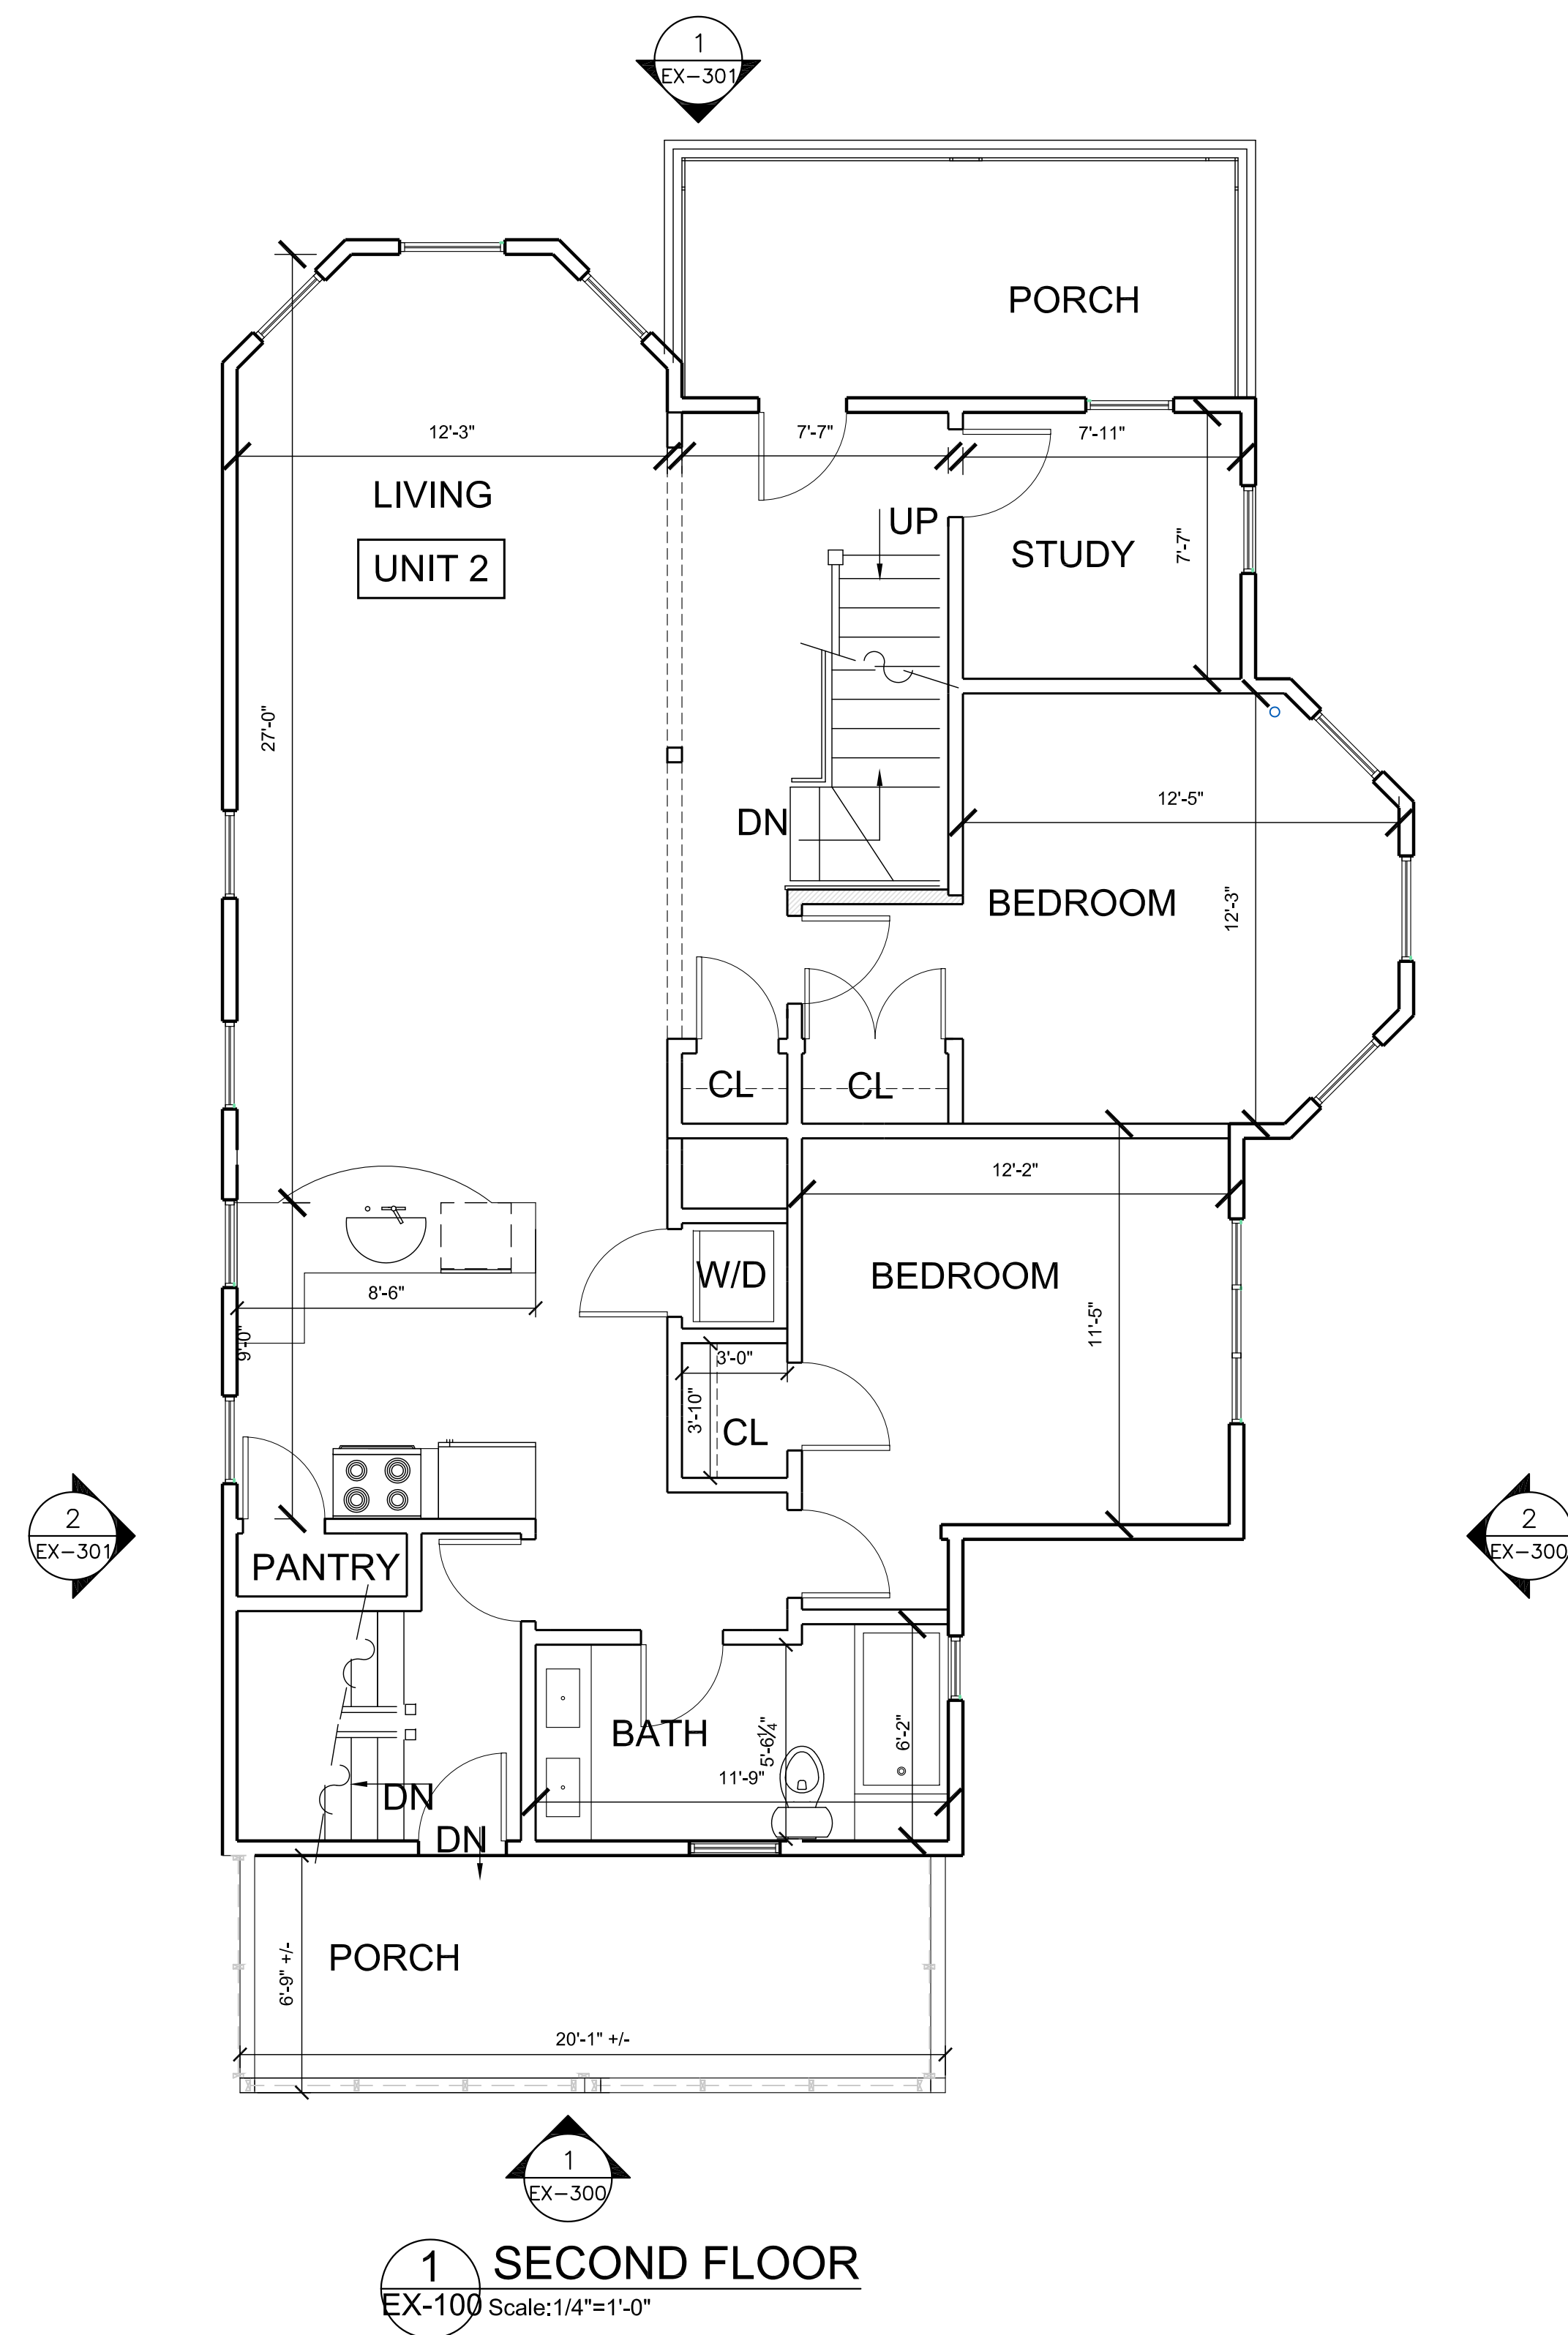 1
EX-301
PORCH
12'-3"
7'-7"
7'-11"
LIVING
UNIT 2
UP
STUDY
7'-7"
27'-0"
DN
12'-5"
BEDROOM
12'-3"
CL
CL
12'-2"
W/D
BEDROOM
8'-6"
9'-0"
11'-5"
3'-0"
3'-10"
CL
2
EX-301
2
EX-300
PANTRY
BATH
5'-6¼"
6'-2"
11'-9"
DN
DN
PORCH
6'-9" +/-
20'-1" +/-
1
EX-300
1
EX-100
SECOND FLOOR
Scale:1/4"=1'-0"